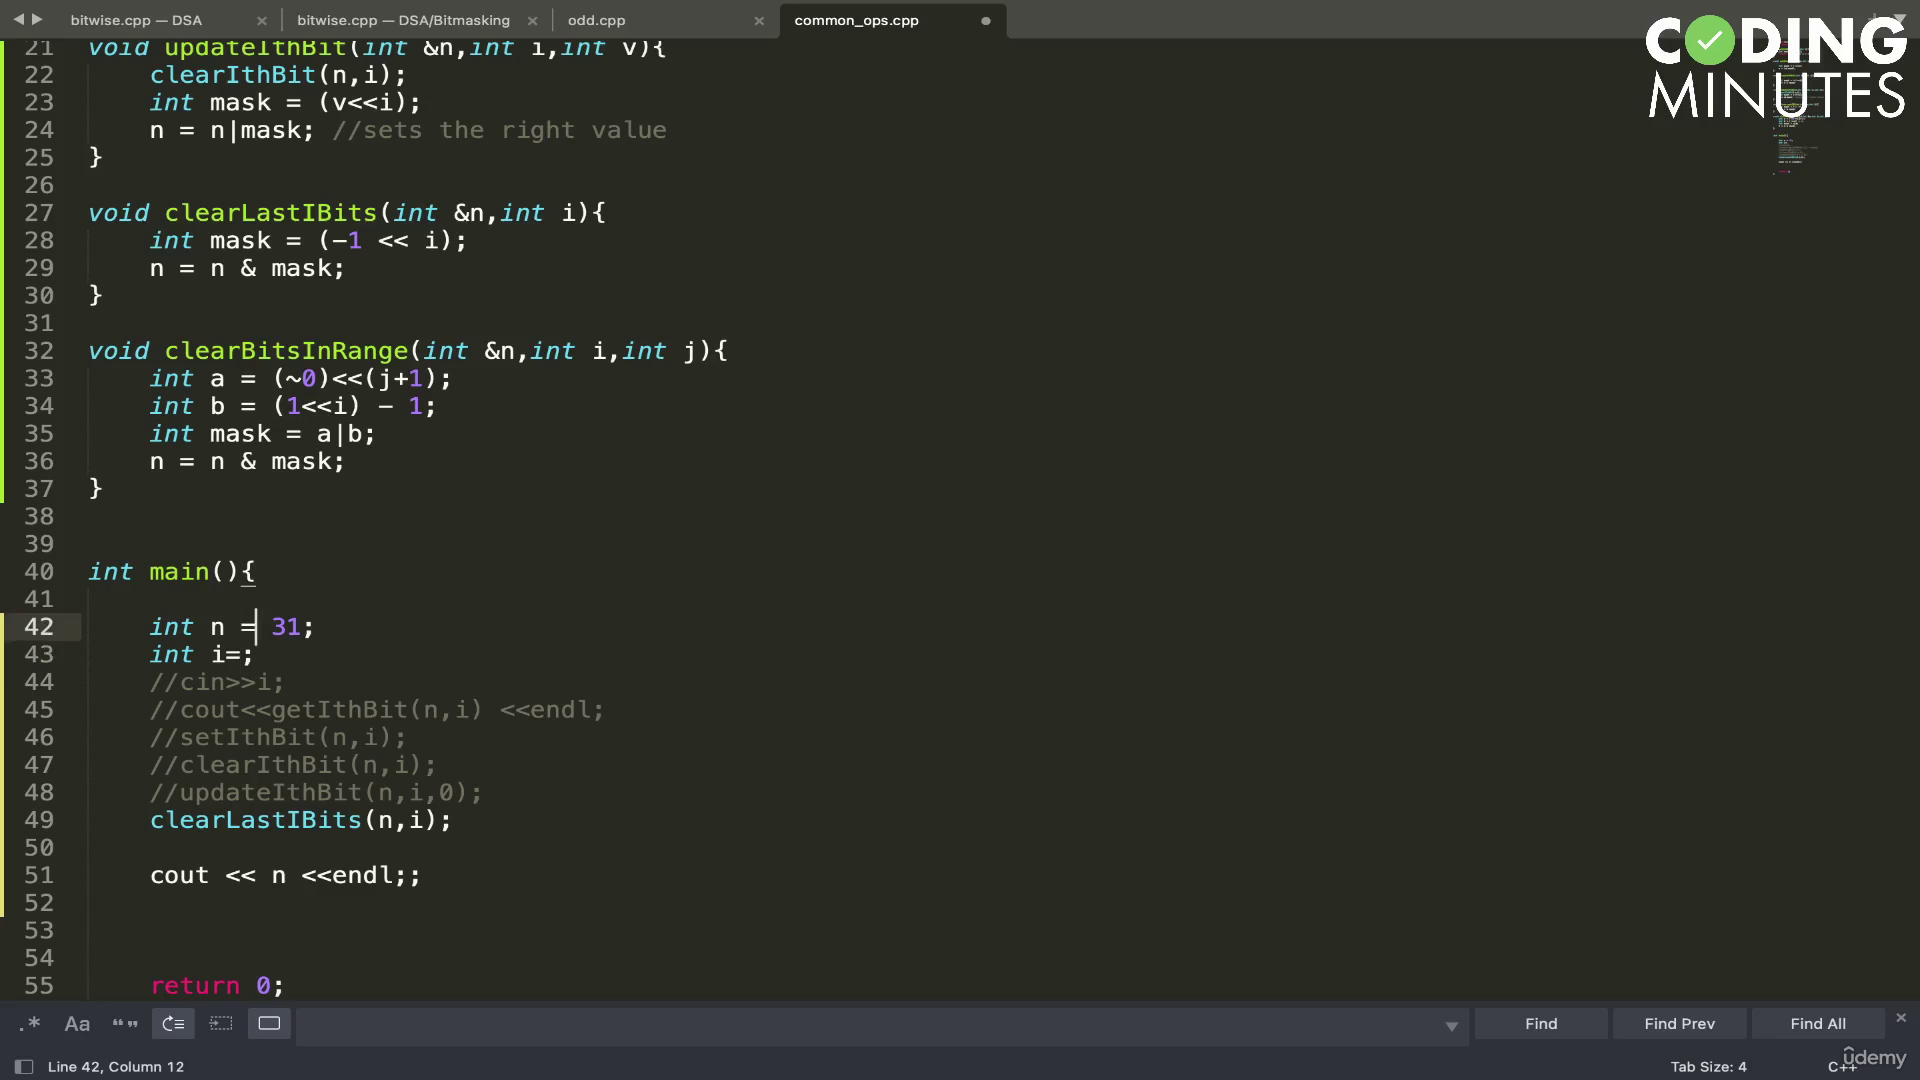 bitwise.cpp — DSA
bitwise.cpp — DSA/Bitmasking
odd.cpp
common_ops.cpp
CODING
MINUTES
21 void updateIthBit(int &n,int i,int v){
22     clearIthBit(n,i);
23     int mask = (v<<i);
24     n = n|mask; //sets the right value
25 }
26
27 void clearLastIBits(int &n,int i){
28     int mask = (-1 << i);
29     n = n & mask;
30 }
31
32 void clearBitsInRange(int &n,int i,int j){
33     int a = (~0)<<(j+1);
34     int b = (1<<i) - 1;
35     int mask = a|b;
36     n = n & mask;
37 }
38
39
40 int main(){
41
42     int n = 31;
43     int i=;
44     //cin>>i;
45     //cout<<getIthBit(n,i) <<endl;
46     //setIthBit(n,i);
47     //clearIthBit(n,i);
48     //updateIthBit(n,i,0);
49     clearLastIBits(n,i);
50
51     cout << n <<endl;;
52
53
54
55     return 0;
.* Aa “” Find Find Prev Find All
Line 42, Column 12 Tab Size: 4 C++
ûdemy